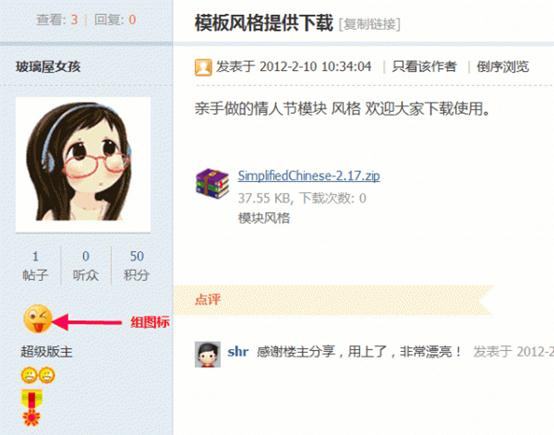 查看: 3 | 回复: 0
模板风格提供下载 [复制链接]
玻璃屋女孩
发表于 2012-2-10 10:34:04 | 只看该作者 | 倒序浏览
亲手做的情人节模块 风格 欢迎大家下载使用。
SimplifiedChinese-2.17.zip
37.55 KB, 下载次数: 0
模块风格
1 0 50
帖子 听众 积分
点评
组图标
超级版主
shr 感谢楼主分享，用上了，非常漂亮！ 发表于 2012-2